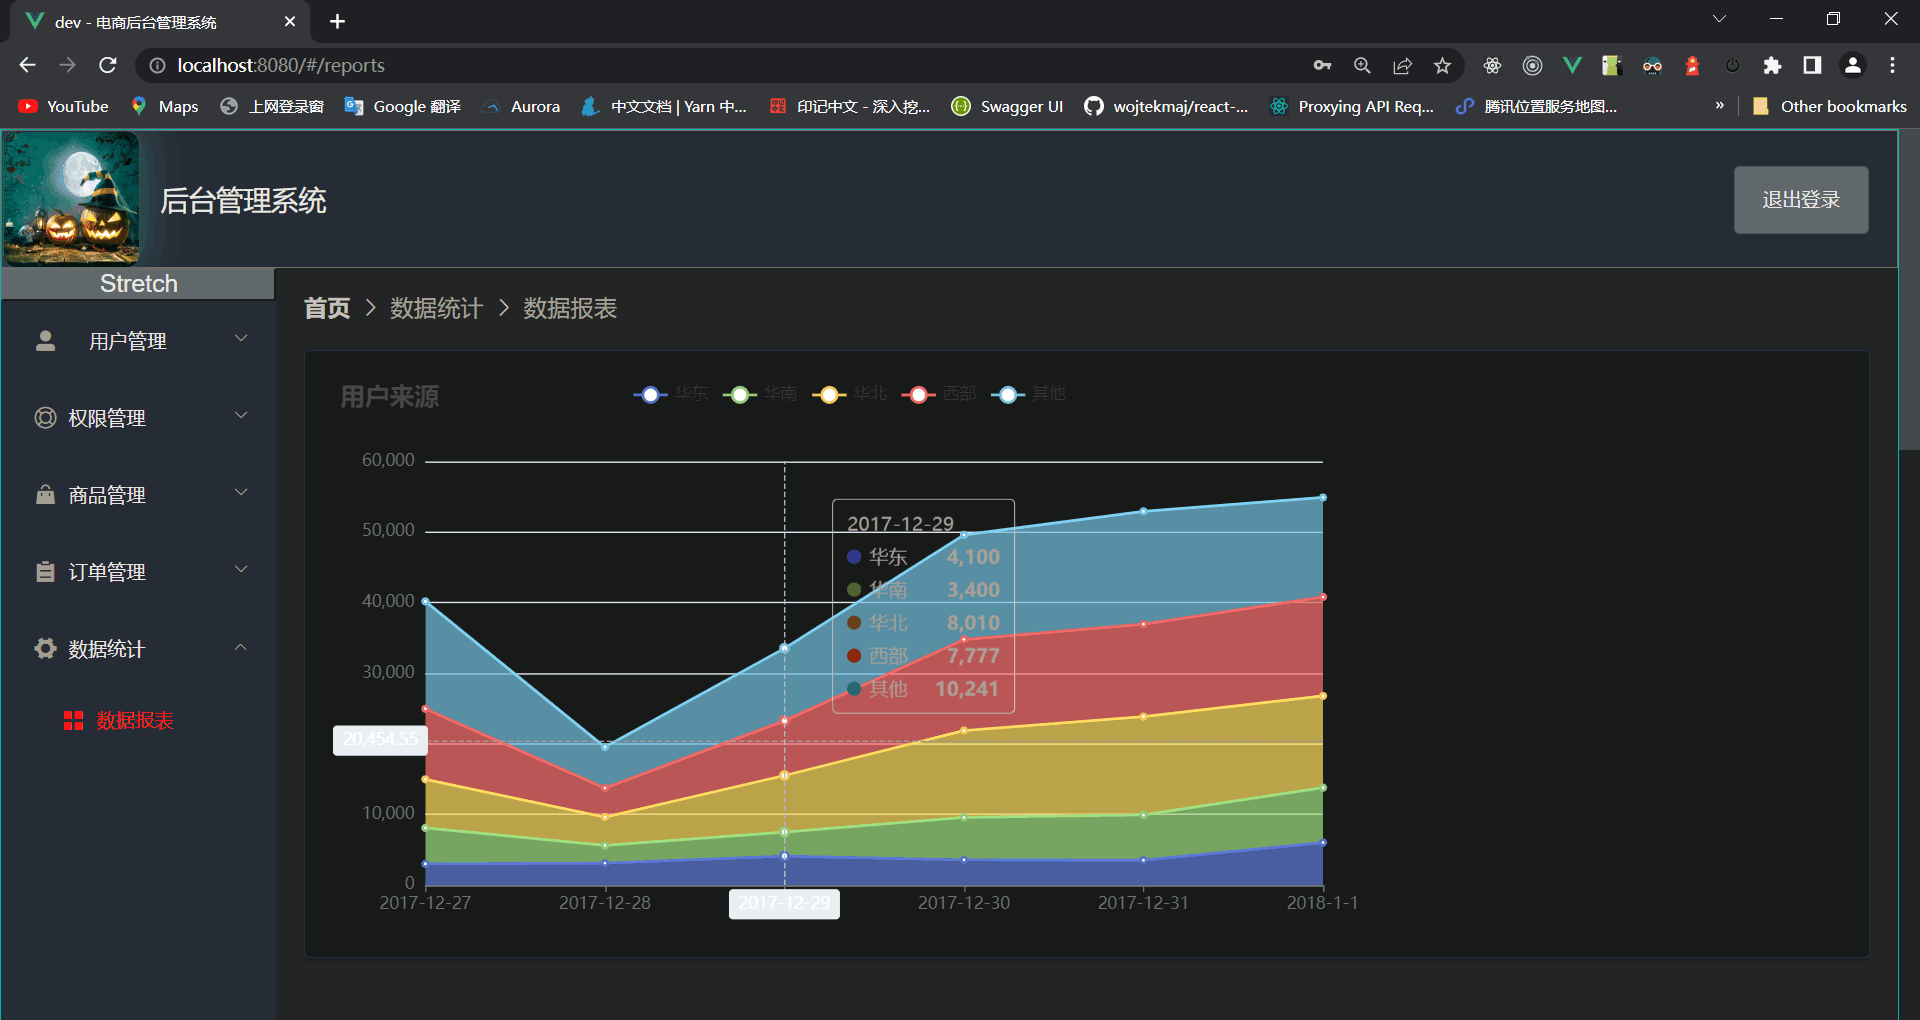 dev - 电商后台管理系统
localhost:8080/#/reports
YouTube
Maps
上网登录窗
Google 翻译
Aurora
中文文档 | Yarn 中...
印记中文 - 深入挖...
Swagger UI
wojtekmaj/react-...
Proxying API Req...
腾讯位置服务地图...
»
Other bookmarks
后台管理系统
退出登录
Stretch
用户管理
权限管理
商品管理
订单管理
数据统计
数据报表
首页 > 数据统计 > 数据报表
用户来源
华东 华南 华北 西部 其他
60,000
50,000
40,000
30,000
20,454.55
10,000
0
2017-12-29
华东 4,100
华南 3,400
华北 8,010
西部 7,777
其他 10,241
2017-12-27 2017-12-28 2017-12-29 2017-12-30 2017-12-31 2018-1-1